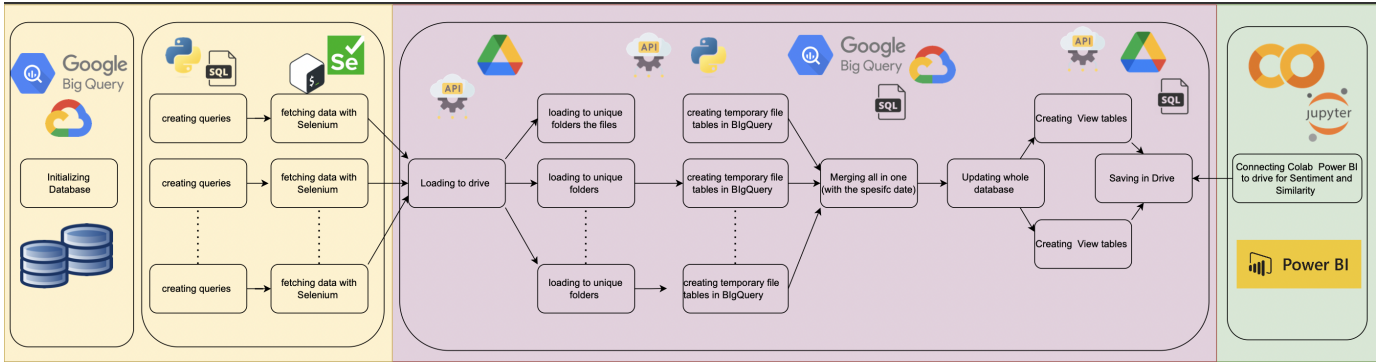 Google
Big Query
Initializing
Database
SQL
$_
Se
creating queries
fetching data with
Selenium
creating queries
fetching data with
Selenium
creating queries
fetching data with
Selenium
API
Loading to drive
loading to unique
folders the files
loading to unique
folders
loading to unique
folders
API
creating temporary file
tables in BIgQuery
creating temporary file
tables in BIgQuery
creating temporary file
tables in BIgQuery
Google
Big Query
SQL
Merging all in one
(with the spesifc date)
Updating whole
database
API
SQL
Creating View tables
Creating View tables
Saving in Drive
jupyter
Connecting Colab Power BI
to drive for Sentiment and
Similarity
Power BI